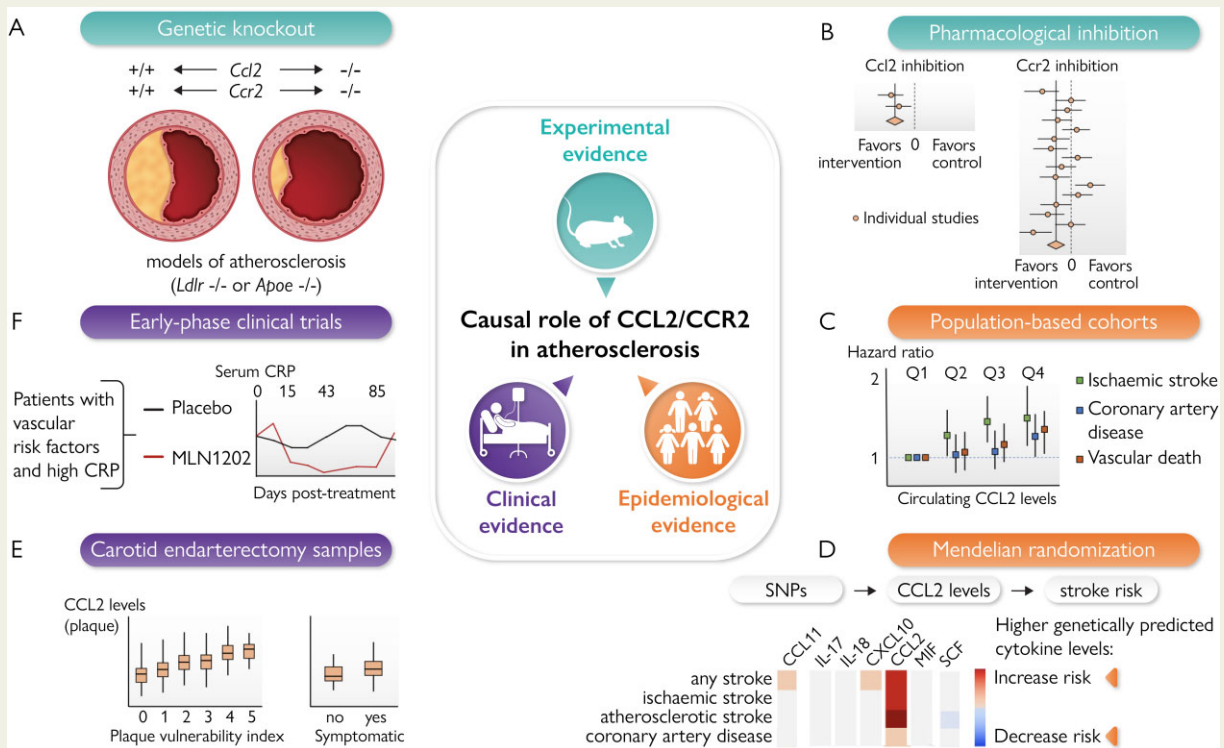 A
Genetic knockout
+/+ ← Ccl2 → -/-
+/+ ← Ccr2 → -/-
models of atherosclerosis
(Ldlr -/- or Apoe -/-)
B
Pharmacological inhibition
Ccl2 inhibition
Favors
intervention
0
Favors
control
Individual studies
Ccr2 inhibition
Favors
intervention
0
Favors
control
Experimental
evidence
Causal role of CCL2/CCR2
in atherosclerosis
Clinical
evidence
Epidemiological
evidence
F
Early-phase clinical trials
Patients with
vascular
risk factors
and high CRP
Serum CRP
0 15 43 85
Placebo
MLN1202
Days post-treatment
C
Population-based cohorts
Hazard ratio
2
1
Q1 Q2 Q3 Q4
Circulating CCL2 levels
Ischaemic stroke
Coronary artery
disease
Vascular death
E
Carotid endarterectomy samples
CCL2 levels
(plaque)
0 1 2 3 4 5
Plaque vulnerability index
no yes
Symptomatic
D
Mendelian randomization
SNPs → CCL2 levels → stroke risk
CCL11 IL-17 IL-18 CXCL10 CCL2 MIF SCF
any stroke
ischaemic stroke
atherosclerotic stroke
coronary artery disease
Higher genetically predicted
cytokine levels:
Increase risk
Decrease risk